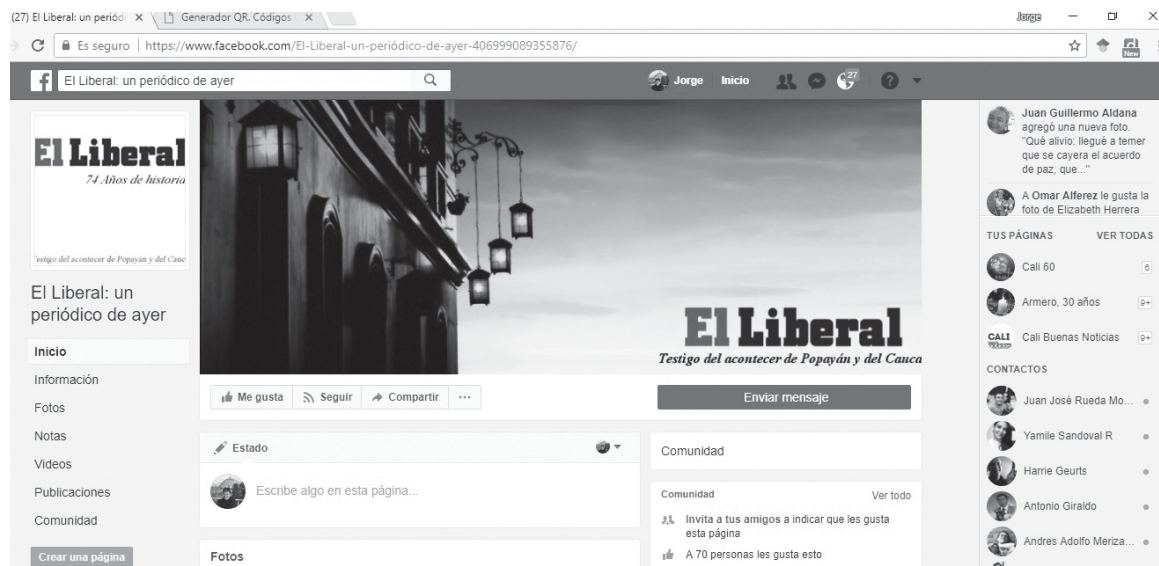 (27) El Liberal: un periód
Generador QR. Códigos
Jorge
Es seguro
https://www.facebook.com/El-Liberal-un-periódico-de-ayer-406999089355876/
New
El Liberal: un periódico de ayer
Jorge
Inicio
27
El Liberal
74 Años de historia
Testigo del acontecer de Popayán y del Cauc
El Liberal: un
periódico de ayer
Inicio
Información
Fotos
Notas
Videos
Publicaciones
Comunidad
Crear una página
El Liberal
Testigo del acontecer de Popayán y del Cauca
Me gusta
Seguir
Compartir
Enviar mensaje
Estado
Escribe algo en esta página...
Fotos
Comunidad
Comunidad
Ver todo
Invita a tus amigos a indicar que les gusta
esta página
A 70 personas les gusta esto
Juan Guillermo Aldana
agregó una nueva foto.
"Qué alivio: llegué a temer
que se cayera el acuerdo
de paz, que..."
A Omar Alferez le gusta la
foto de Elizabeth Herrera
TUS PÁGINAS
VER TODAS
Cali 60
6
Armero, 30 años
9+
CALI
Cali Buenas Noticias
9+
CONTACTOS
Juan José Rueda Mo...
Yamile Sandoval R
Harrie Geurts
Antonio Giraldo
Andres Adolfo Meriza...